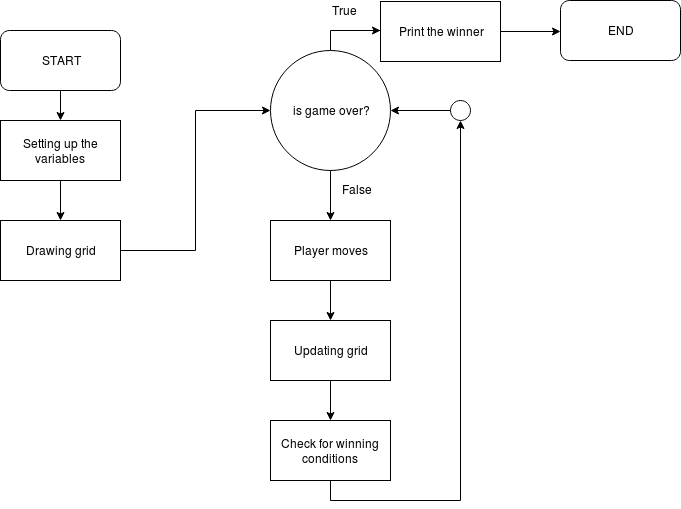 START
Setting up the
variables
Drawing grid
is game over?
True
Print the winner
END
False
Player moves
Updating grid
Check for winning
conditions